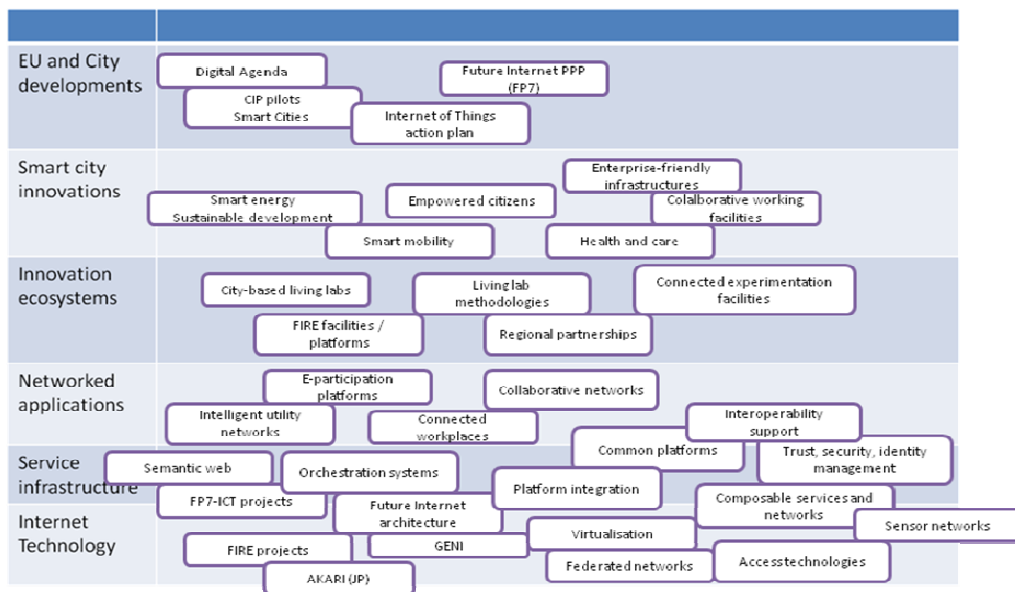 EU and City
developments
Digital Agenda
Future Internet PPP
(FP7)
CIP pilots
Smart Cities
Internet of Things
action plan
Smart city
innovations
Enterprise-friendly
infrastructures
Smart energy
Sustainable development
Empowered citizens
Colaborative working
facilities
Smart mobility
Health and care
Innovation
ecosystems
City-based living labs
Living lab
methodologies
Connected experimentation
facilities
FIRE facilities /
platforms
Regional partnerships
Networked
applications
E-participation
platforms
Collaborative networks
Intelligent utility
networks
Connected
workplaces
Interoperability
support
Service
infrastructure
Semantic web
Orchestration systems
Common platforms
Trust, security, identity
management
FP7-ICT projects
Platform integration
Composable services and
networks
Internet
Technology
Future Internet
architecture
Sensor networks
FIRE projects
GENI
Virtualisation
AKARI (JP)
Federated networks
Access technologies